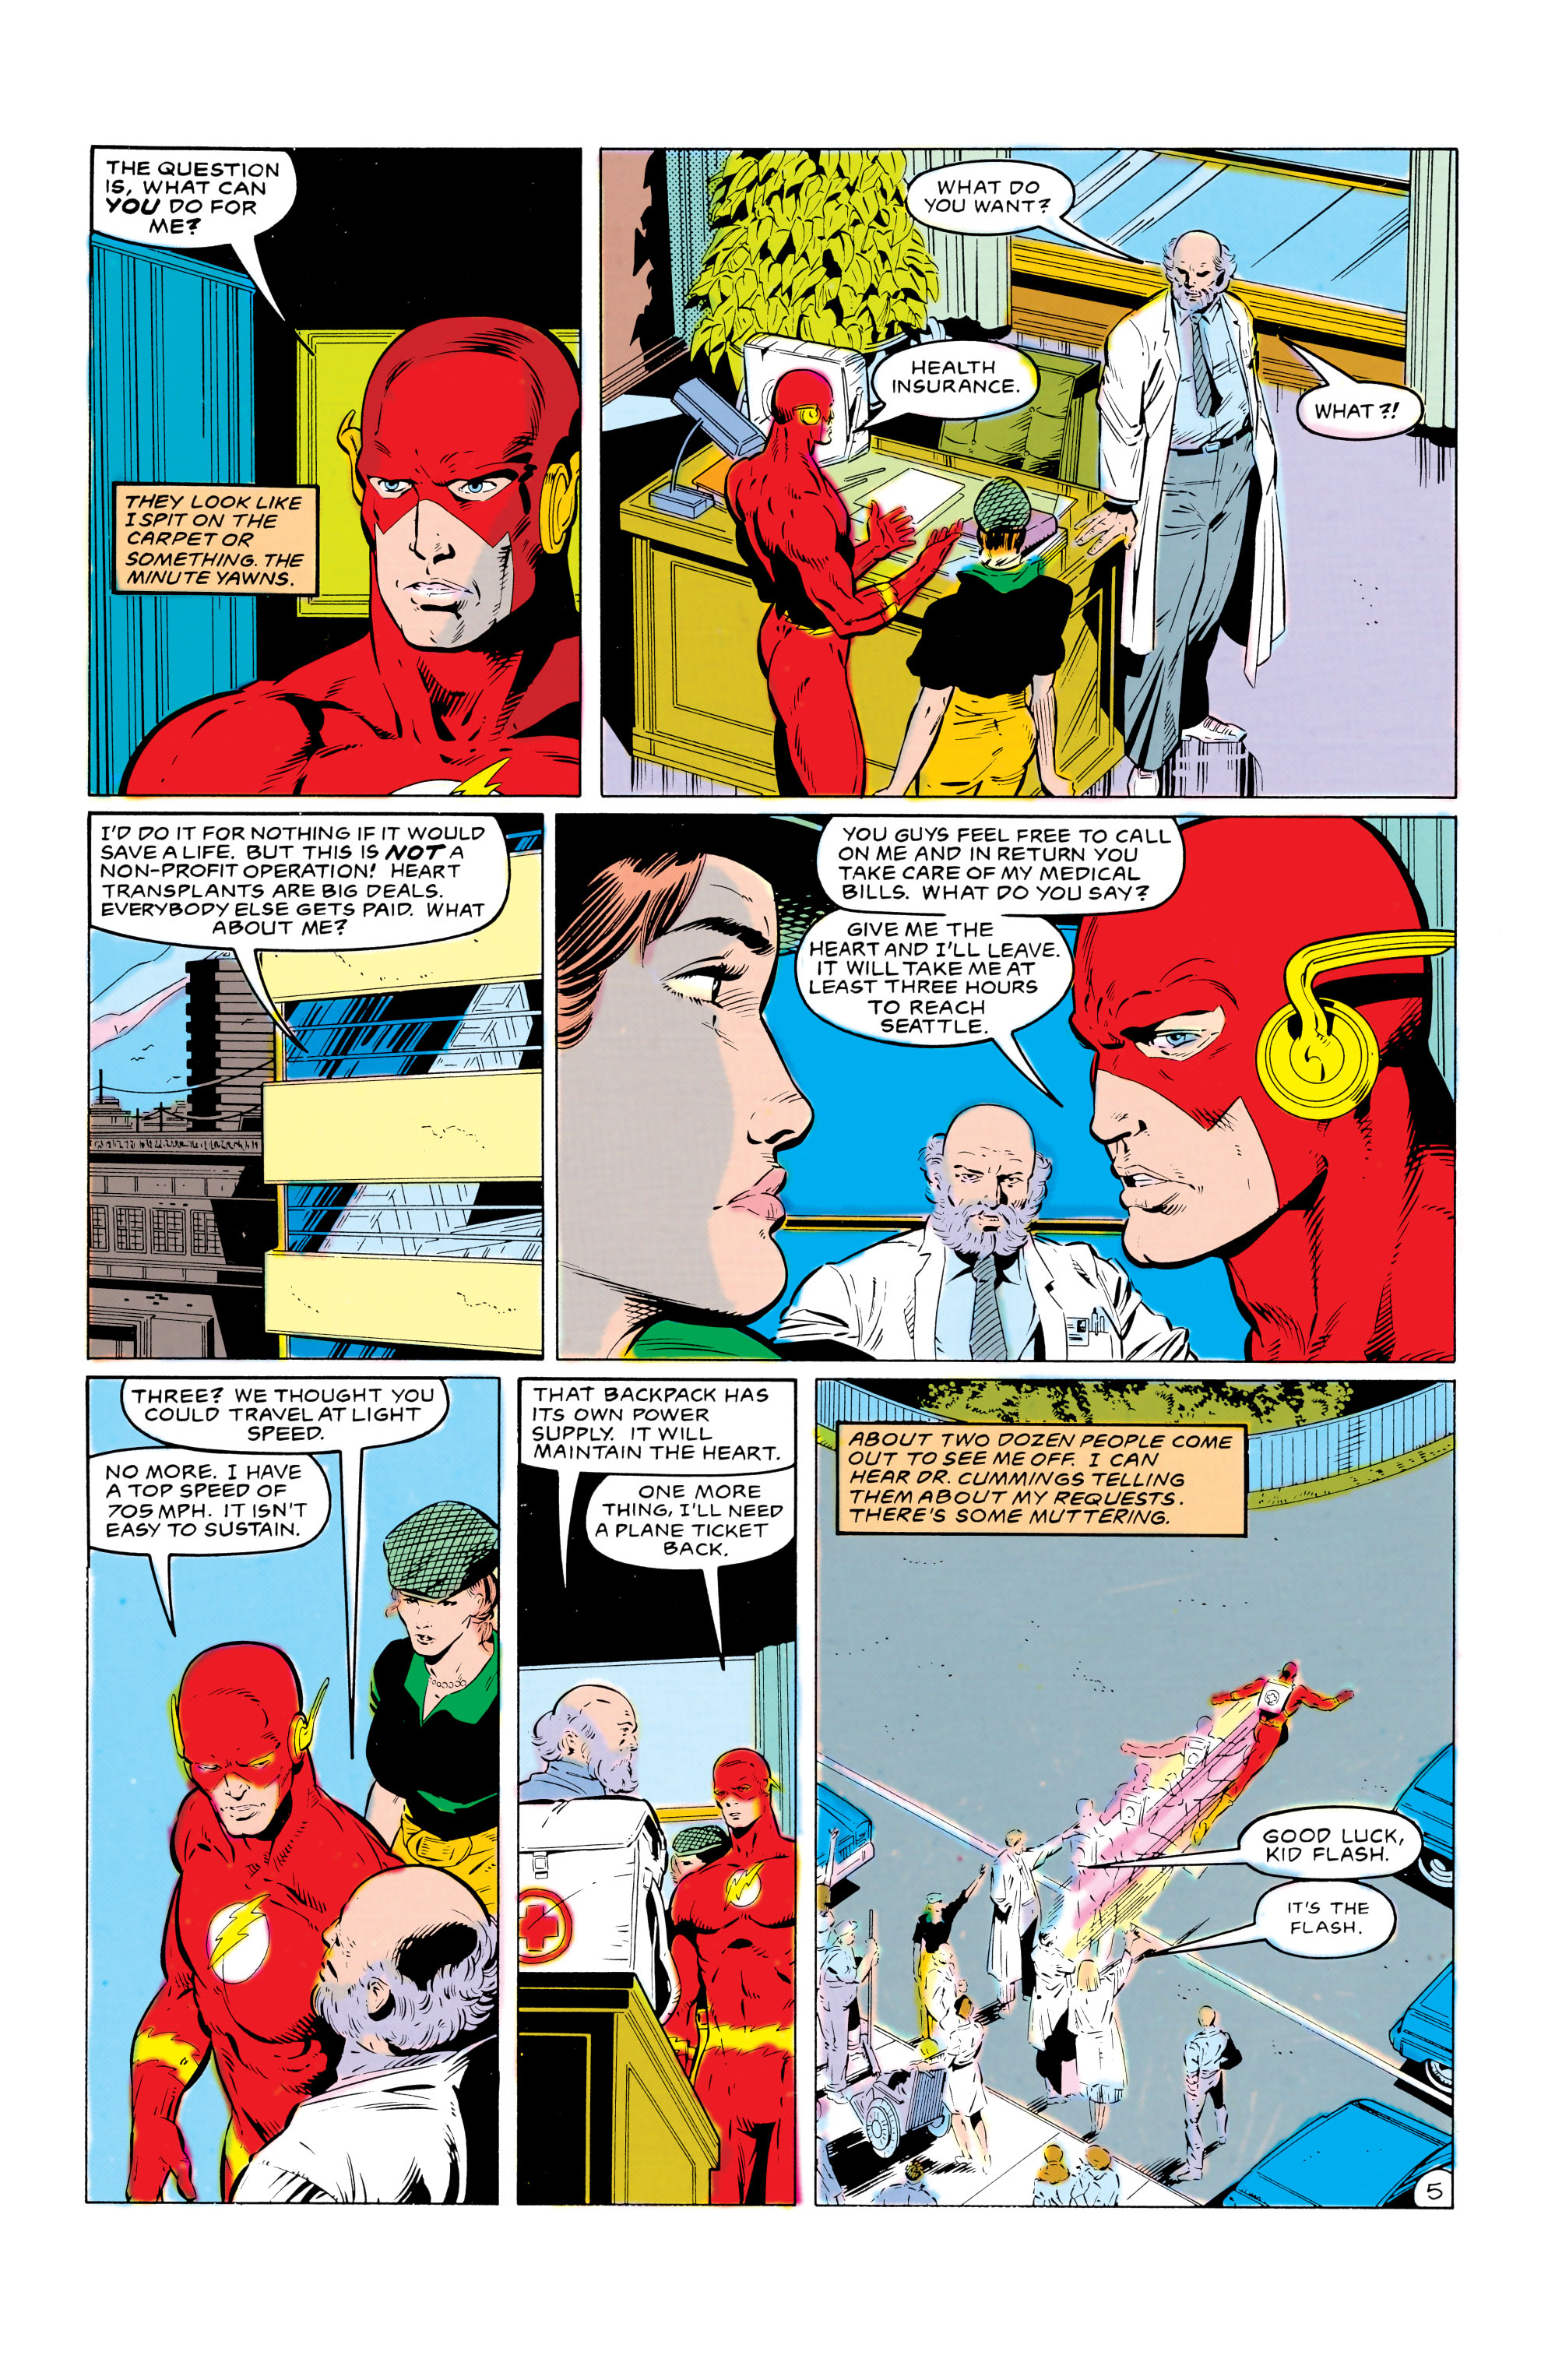 THE QUESTION
IS, WHAT CAN
YOU DO FOR
ME?
THEY LOOK LIKE
I SPIT ON THE
CARPET OR
SOMETHING. THE
MINUTE YAWNS.
WHAT DO
YOU WANT?
HEALTH
INSURANCE.
WHAT?!
I'D DO IT FOR NOTHING IF IT WOULD
SAVE A LIFE. BUT THIS IS NOT A
NON-PROFIT OPERATION! HEART
TRANSPLANTS ARE BIG DEALS.
EVERYBODY ELSE GETS PAID. WHAT
ABOUT ME?
YOU GUYS FEEL FREE TO CALL
ON ME AND IN RETURN YOU
TAKE CARE OF MY MEDICAL
BILLS. WHAT DO YOU SAY?
GIVE ME THE
HEART AND I'LL LEAVE.
IT WILL TAKE ME AT
LEAST THREE HOURS
TO REACH
SEATTLE.
THREE? WE THOUGHT YOU
COULD TRAVEL AT LIGHT
SPEED.
NO MORE. I HAVE
A TOP SPEED OF
705 MPH. IT ISN'T
EASY TO SUSTAIN.
THAT BACKPACK HAS
ITS OWN POWER
SUPPLY. IT WILL
MAINTAIN THE HEART.
ONE MORE
THING, I'LL NEED
A PLANE TICKET
BACK.
ABOUT TWO DOZEN PEOPLE COME
OUT TO SEE ME OFF. I CAN
HEAR DR. CUMMINGS TELLING
THEM ABOUT MY REQUESTS.
THERE'S SOME MUTTERING.
GOOD LUCK,
KID FLASH.
IT'S THE
FLASH.
5